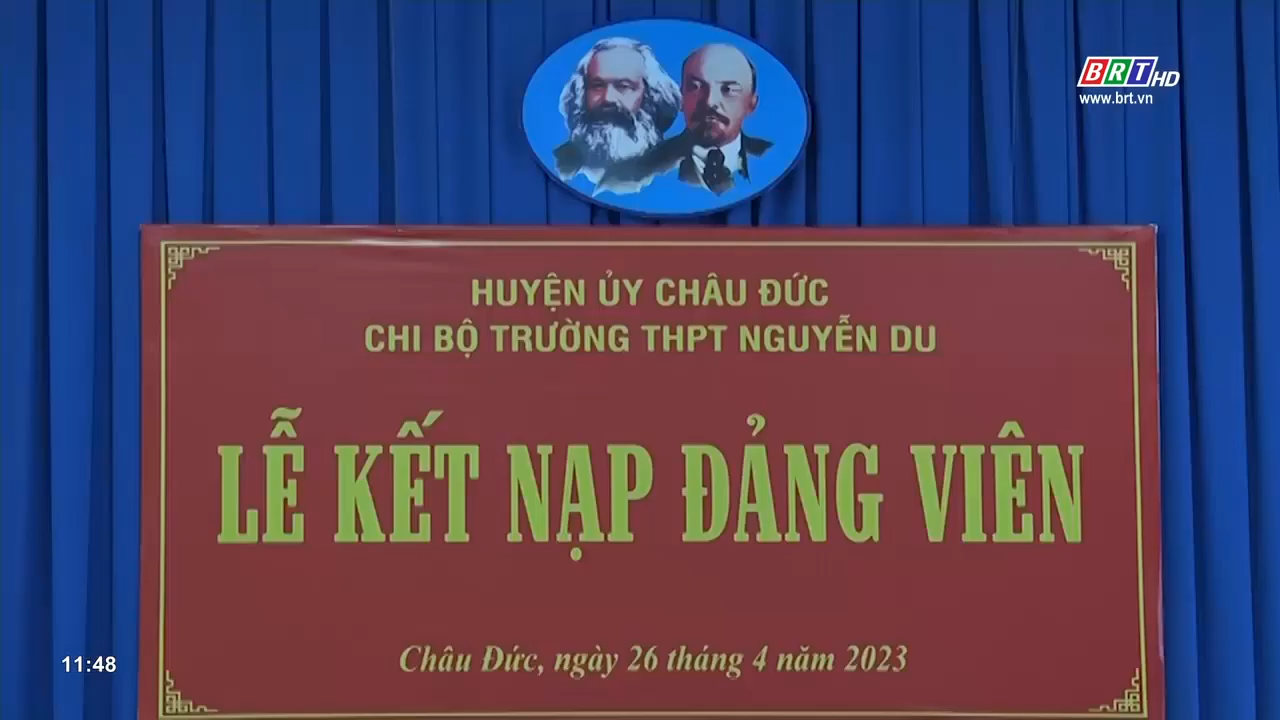 BRT HD
www.brt.vn
HUYỆN ỦY CHÂU ĐỨC
CHI BỘ TRƯỜNG THPT NGUYỄN DU
LỄ KẾT NẠP ĐẢNG VIÊN
Châu Đức, ngày 26 tháng 4 năm 2023
11:48